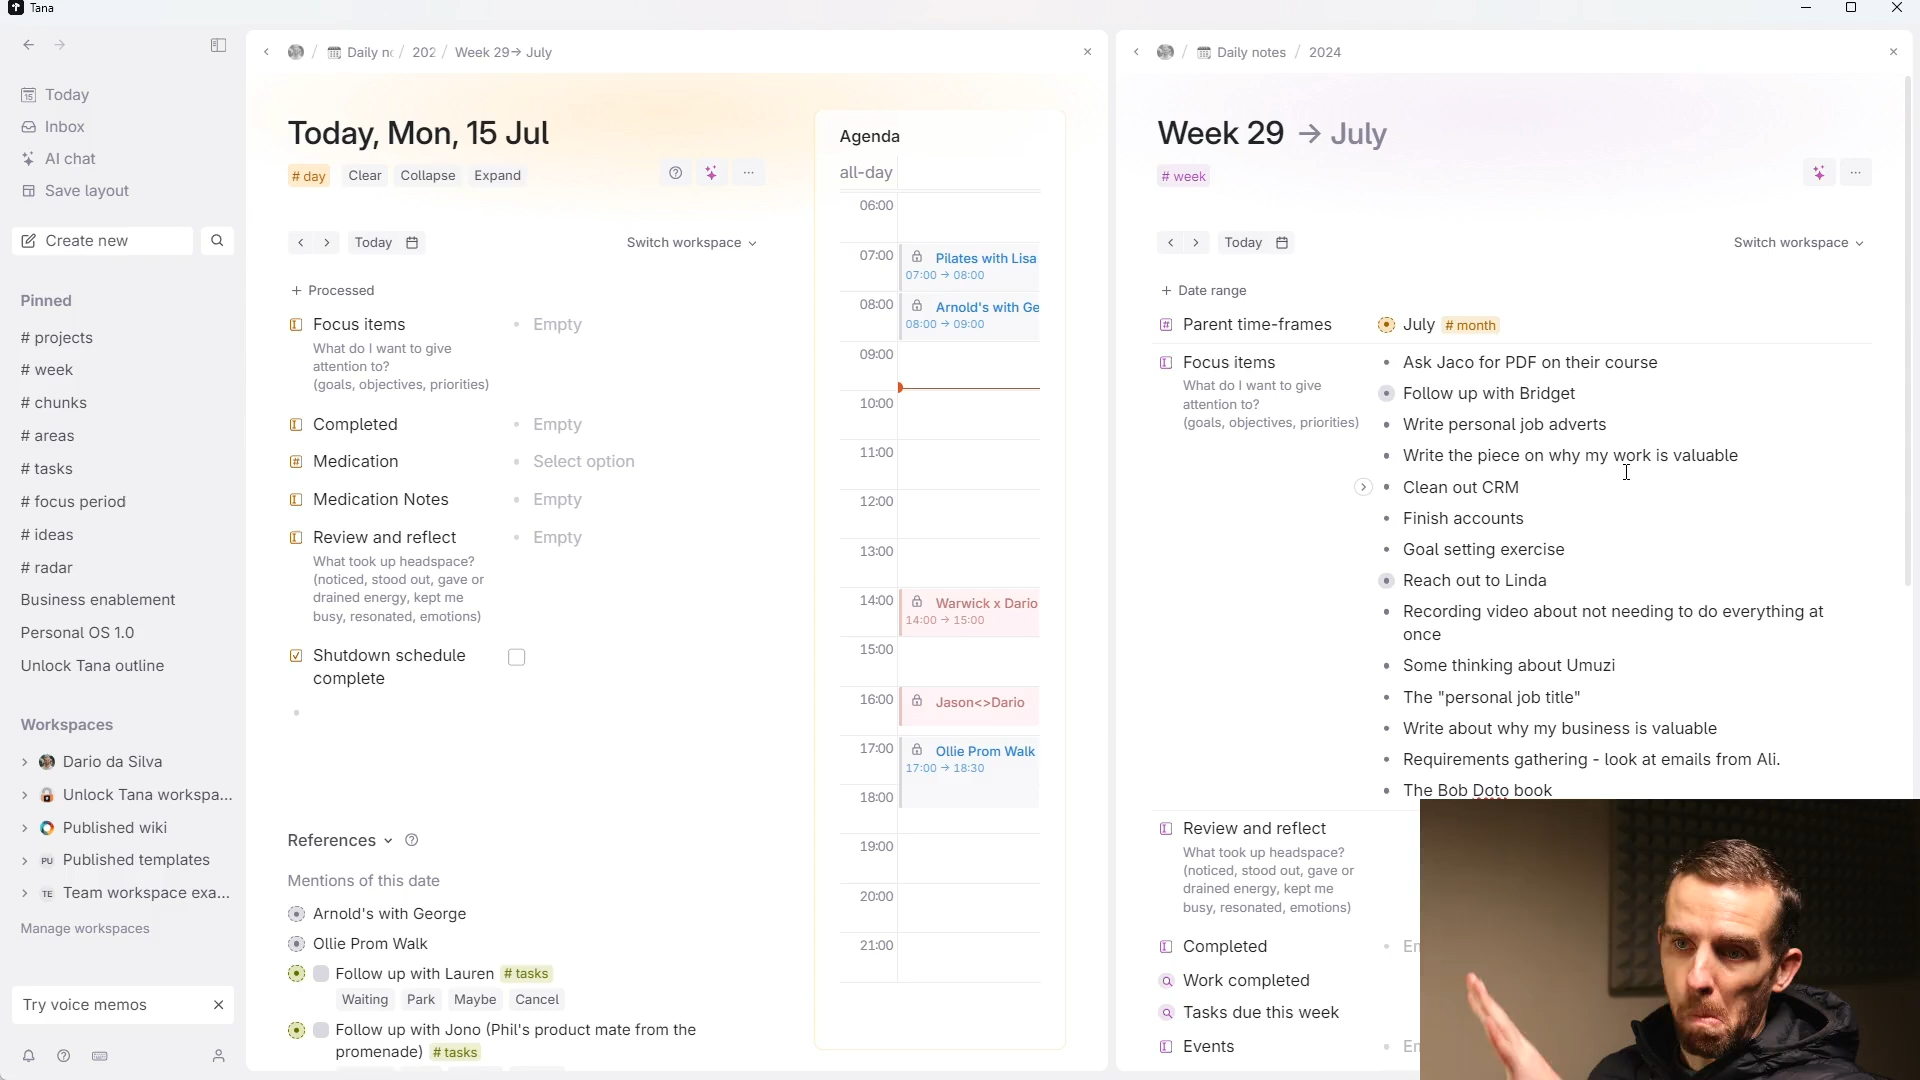 Tana
Today
Inbox
AI chat
Save layout
Create new
Pinned
# projects
# week
# chunks
# areas
# tasks
# focus period
# ideas
# radar
Business enablement
Personal OS 1.0
Unlock Tana outline
Workspaces
Dario da Silva
Unlock Tana workspa...
Published wiki
PU Published templates
TE Team workspace exa...
Manage workspaces
Try voice memos
/ Daily n / 202 / Week 29 → July
Today, Mon, 15 Jul
# day Clear Collapse Expand
Today
Switch workspace
+ Processed
Focus items
Empty
What do I want to give
attention to?
(goals, objectives, priorities)
Completed
Empty
Medication
Select option
Medication Notes
Empty
Review and reflect
Empty
What took up headspace?
(noticed, stood out, gave or
drained energy, kept me
busy, resonated, emotions)
Shutdown schedule
complete
References
Mentions of this date
Arnold's with George
Ollie Prom Walk
Follow up with Lauren # tasks
Waiting Park Maybe Cancel
Follow up with Jono (Phil's product mate from the
promenade) # tasks
Agenda
all-day
06:00
07:00
Pilates with Lisa
07:00 → 08:00
08:00
Arnold's with Ge
08:00 → 09:00
09:00
10:00
11:00
12:00
13:00
14:00
Warwick x Dario
14:00 → 15:00
15:00
16:00
Jason<>Dario
17:00
Ollie Prom Walk
17:00 → 18:30
18:00
19:00
20:00
21:00
/ Daily notes / 2024
Week 29 → July
# week
Today
Switch workspace
+ Date range
Parent time-frames
July # month
Focus items
What do I want to give
attention to?
(goals, objectives, priorities)
Ask Jaco for PDF on their course
Follow up with Bridget
Write personal job adverts
Write the piece on why my work is valuable
Clean out CRM
Finish accounts
Goal setting exercise
Reach out to Linda
Recording video about not needing to do everything at
once
Some thinking about Umuzi
The "personal job title"
Write about why my business is valuable
Requirements gathering - look at emails from Ali.
The Bob Doto book
Review and reflect
What took up headspace?
(noticed, stood out, gave or
drained energy, kept me
busy, resonated, emotions)
Completed
Work completed
Tasks due this week
Events